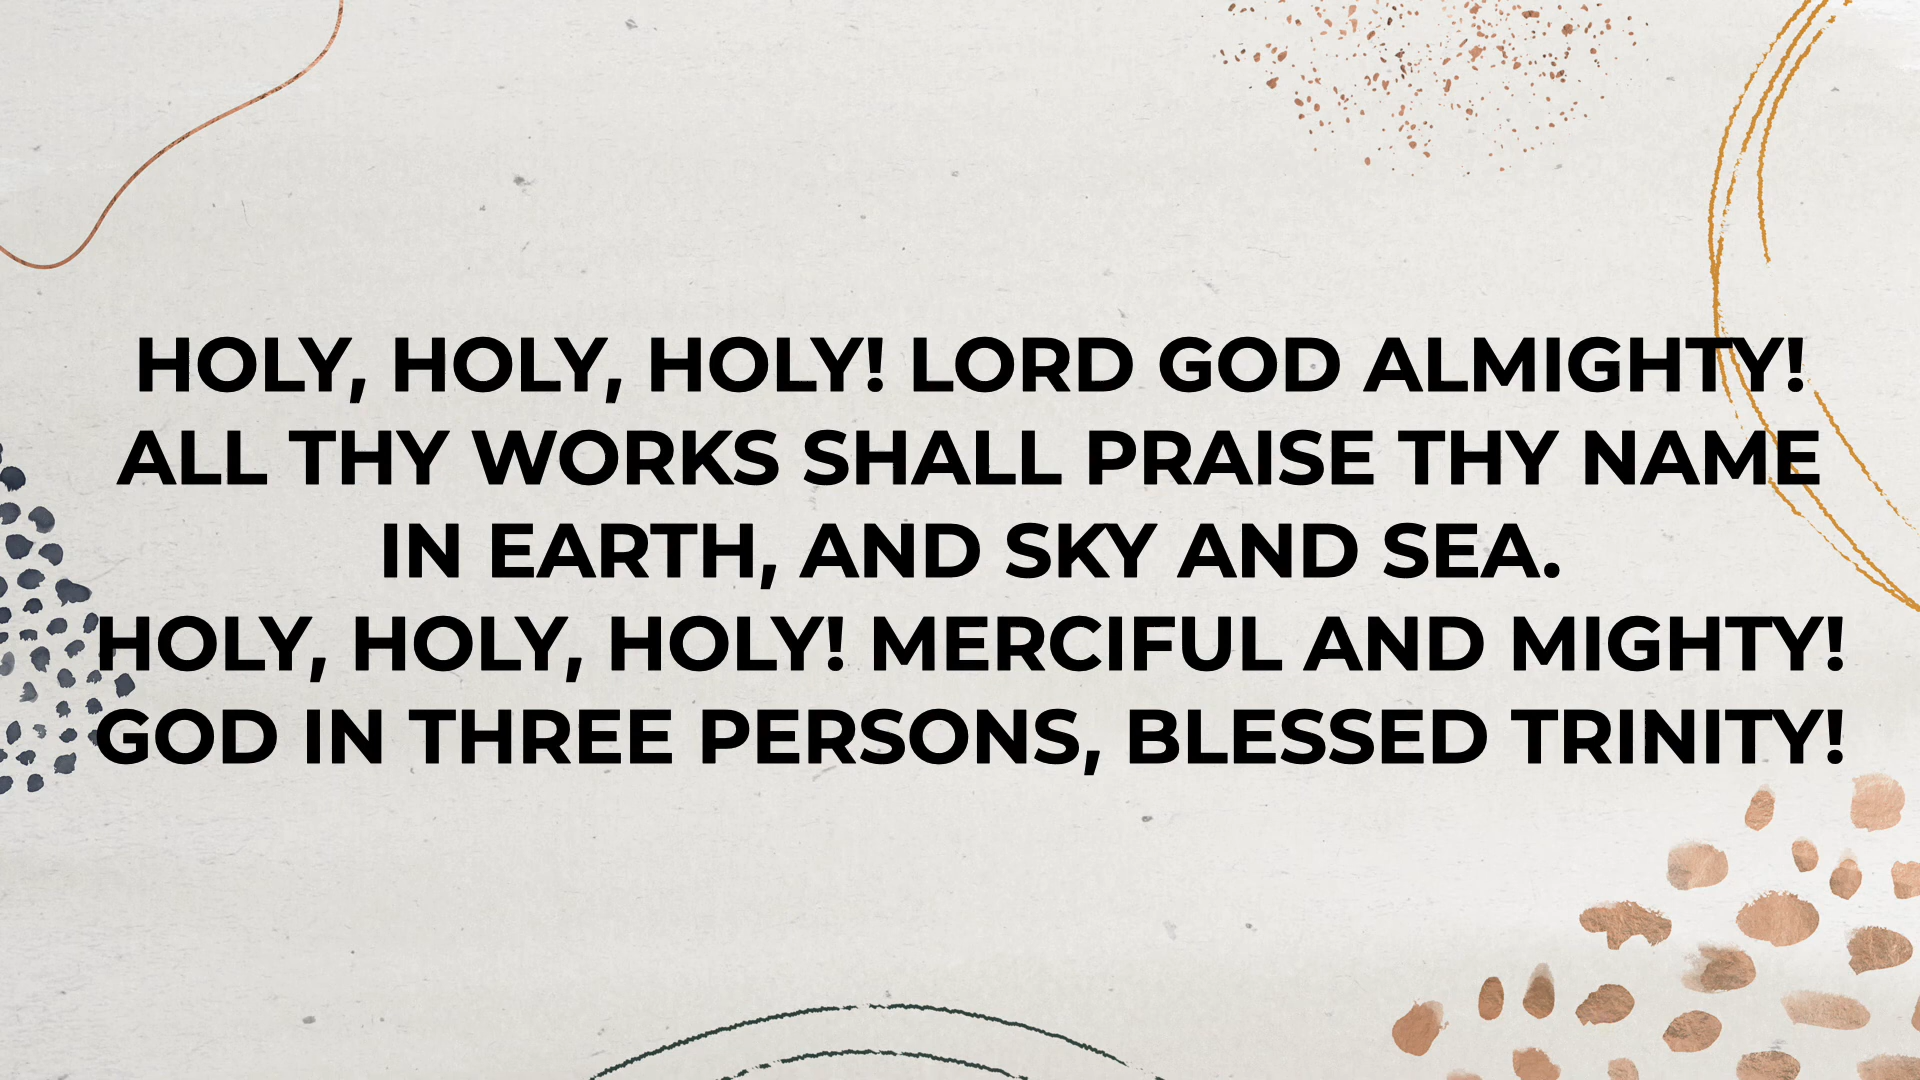 HOLY, HOLY, HOLY! LORD GOD ALMIGHTY!
ALL THY WORKS SHALL PRAISE THY NAME
IN EARTH, AND SKY AND SEA.
HOLY, HOLY, HOLY! MERCIFUL AND MIGHTY!
GOD IN THREE PERSONS, BLESSED TRINITY!